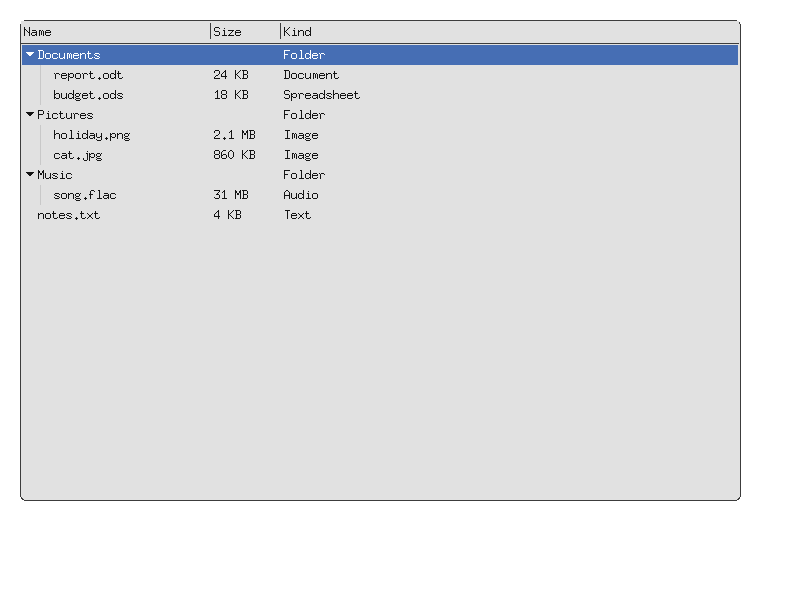 Name Size Kind
Documents Folder
report.odt 24 KB Document
budget.ods 18 KB Spreadsheet
Pictures Folder
holiday.png 2.1 MB Image
cat.jpg 860 KB Image
Music Folder
song.flac 31 MB Audio
notes.txt 4 KB Text